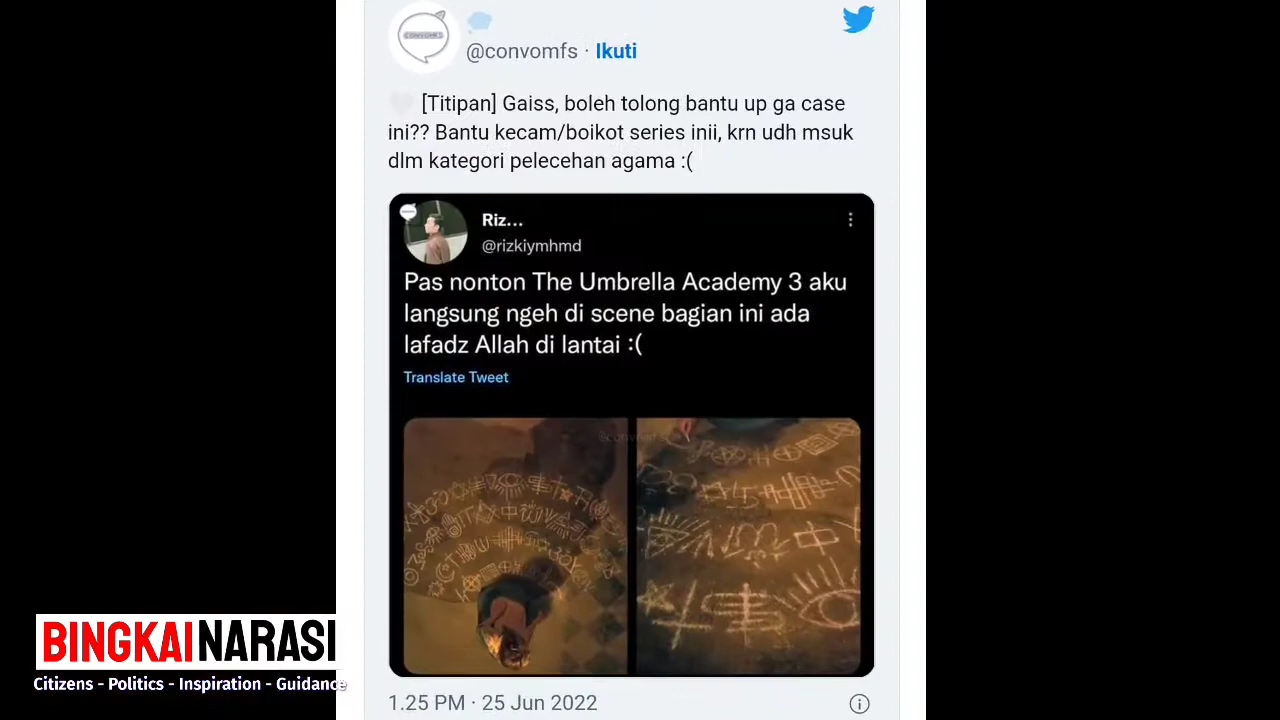 CONVOMFS
@convomfs · Ikuti
[Titipan] Gaiss, boleh tolong bantu up ga case
ini?? Bantu kecam/boikot series inii, krn udh msuk
dlm kategori pelecehan agama :(
Riz...
@rizkiymhmd
Pas nonton The Umbrella Academy 3 aku
langsung ngeh di scene bagian ini ada
lafadz Allah di lantai :(
Translate Tweet
@convomfs
1.25 PM · 25 Jun 2022
BINGKAINARASI
Citizens - Politics - Inspiration - Guidance